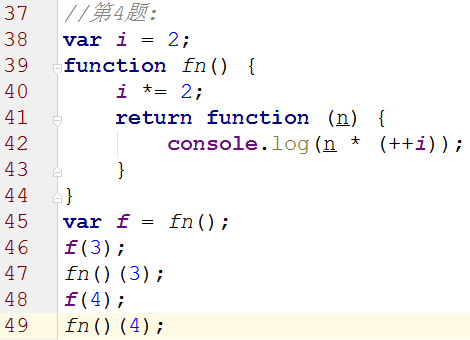 37 //第4题:
38 var i = 2;
39 function fn() {
40     i *= 2;
41     return function (n) {
42         console.log(n * (++i));
43     }
44 }
45 var f = fn();
46 f(3);
47 fn()(3);
48 f(4);
49 fn()(4);